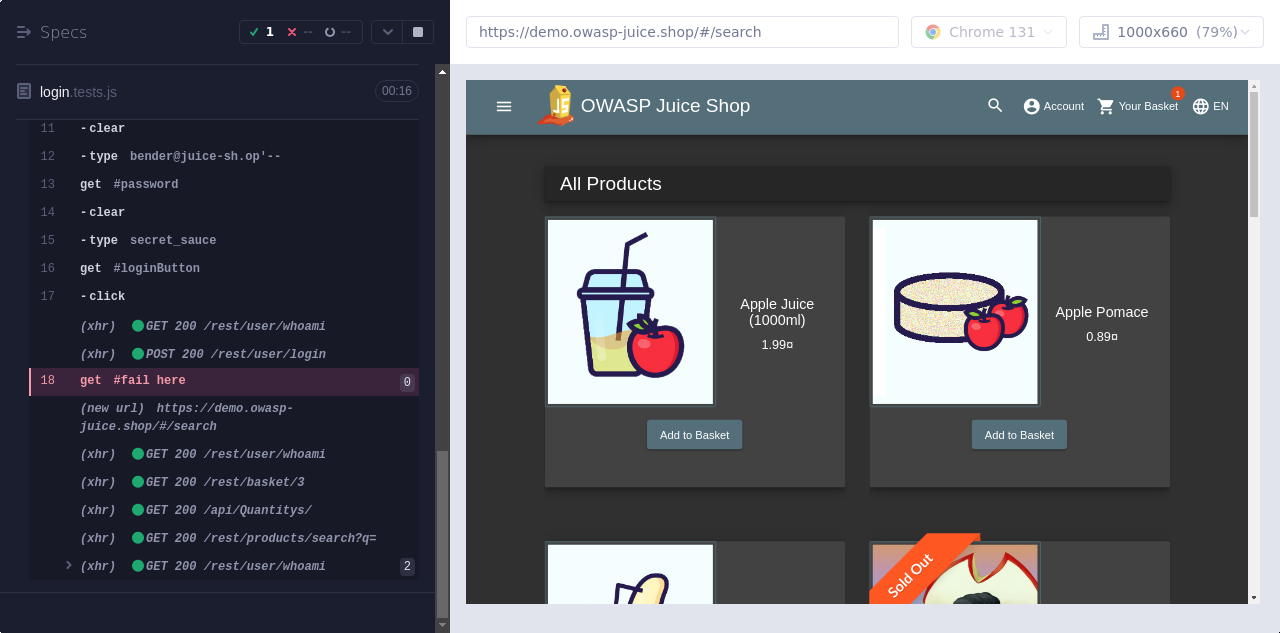 Specs
1
--
--
login.tests.js
00:16
11 -clear
12 -type bender@juice-sh.op'--
13 get #password
14 -clear
15 -type secret_sauce
16 get #loginButton
17 -click
(xhr) GET 200 /rest/user/whoami
(xhr) POST 200 /rest/user/login
18 get #fail here 0
(new url) https://demo.owasp-
juice.shop/#/search
(xhr) GET 200 /rest/user/whoami
(xhr) GET 200 /rest/basket/3
(xhr) GET 200 /api/Quantitys/
(xhr) GET 200 /rest/products/search?q=
(xhr) GET 200 /rest/user/whoami 2
https://demo.owasp-juice.shop/#/search
Chrome 131
1000x660 (79%)
JS
OWASP Juice Shop
Account
Your Basket
1
EN
All Products
Apple Juice
(1000ml)
1.99¤
Add to Basket
Apple Pomace
0.89¤
Add to Basket
Sold Out